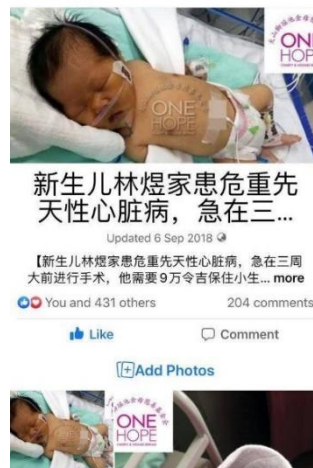 ONE
HOPE
ONE
HOPE
新生儿林煜家患危重先
天性心脏病，急在三...
Updated 6 Sep 2018
【新生儿林煜家患危重先天性心脏病，急在三周
大前进行手术，他需要9万令吉保住小生... more
You and 431 others
204 comments
Like
Comment
Add Photos
ONE
HOPE